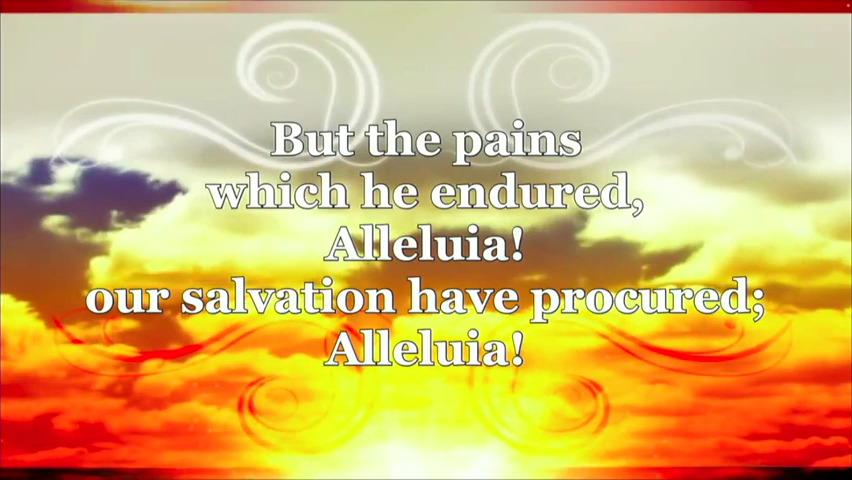 But the pains
which he endured,
Alleluia!
our salvation have procured;
Alleluia!